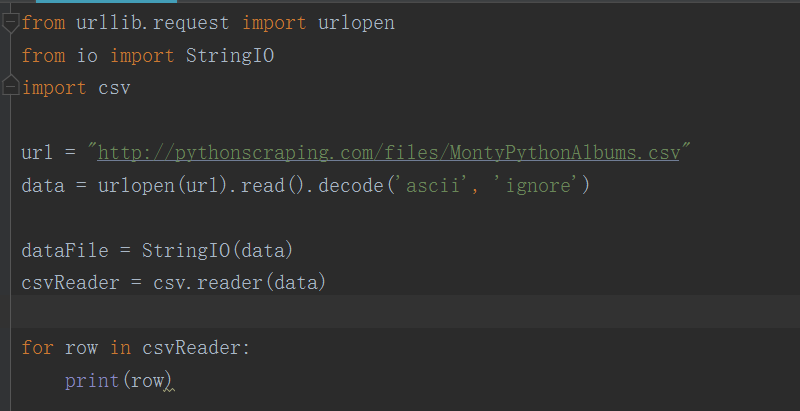 from urllib.request import urlopen
from io import StringIO
import csv
url = "http://pythonscraping.com/files/MontyPythonAlbums.csv"
data = urlopen(url).read().decode('ascii', 'ignore')
dataFile = StringIO(data)
csvReader = csv.reader(data)
for row in csvReader:
    print(row)